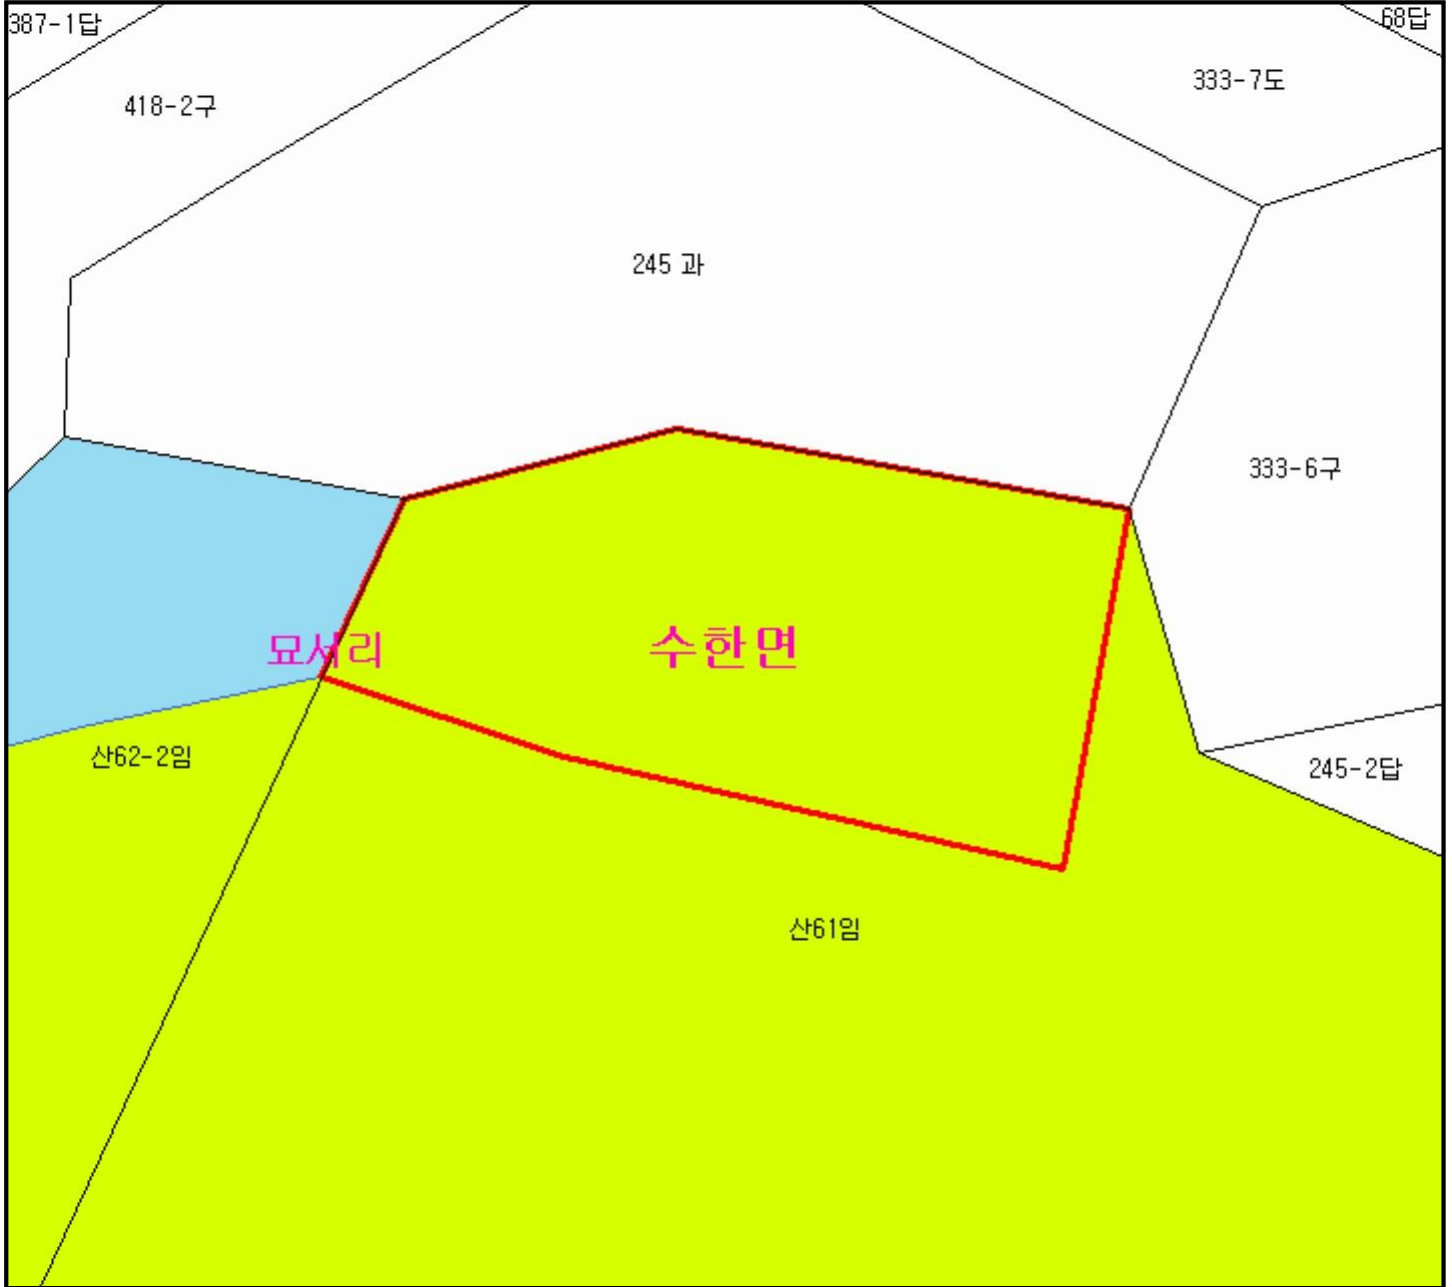 387-1답
68답
333-7도
418-2구
245 과
333-6구
묘서리
수한면
산62-2임
245-2답
산61임